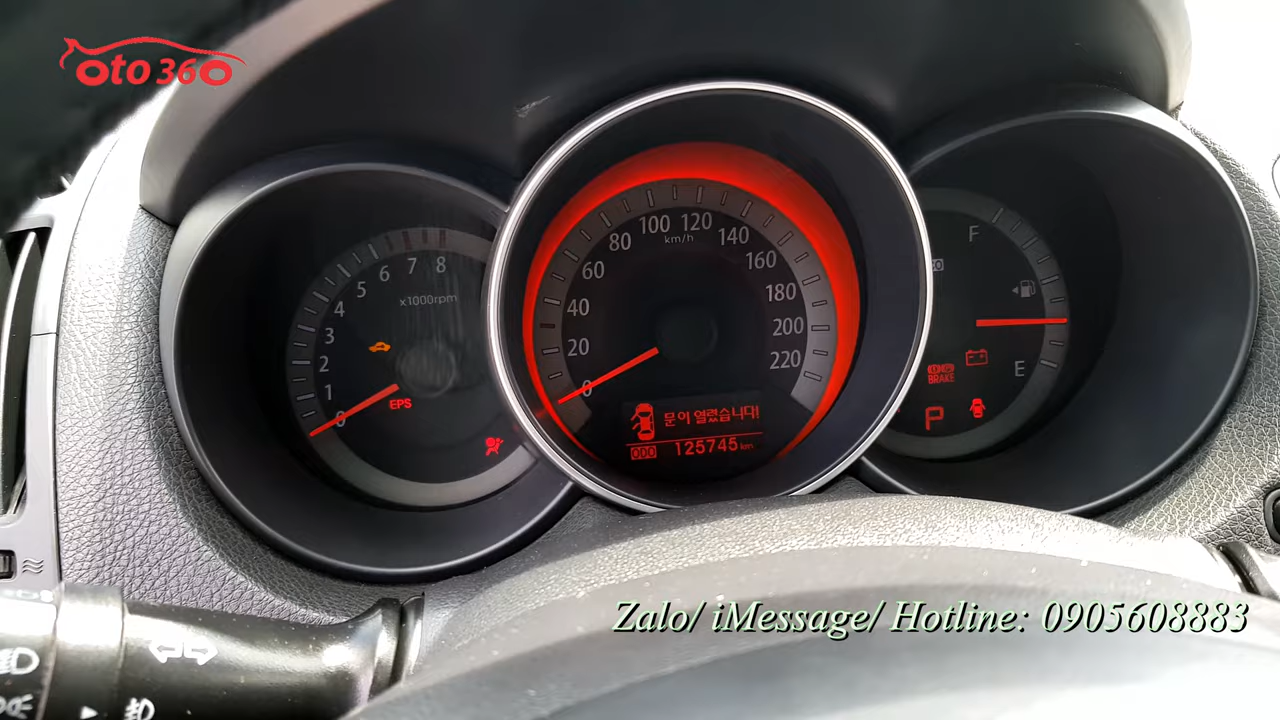 oto360
100 120
80 km/h 140
60 160
40 180
20 200
0 220
문이 열렸습니다!
ODO 125745 km
8
7
6
5
4
3
2
1
0
x1000rpm
EPS
F
E
BRAKE
P
Zalo/ iMessage/ Hotline: 0905608883